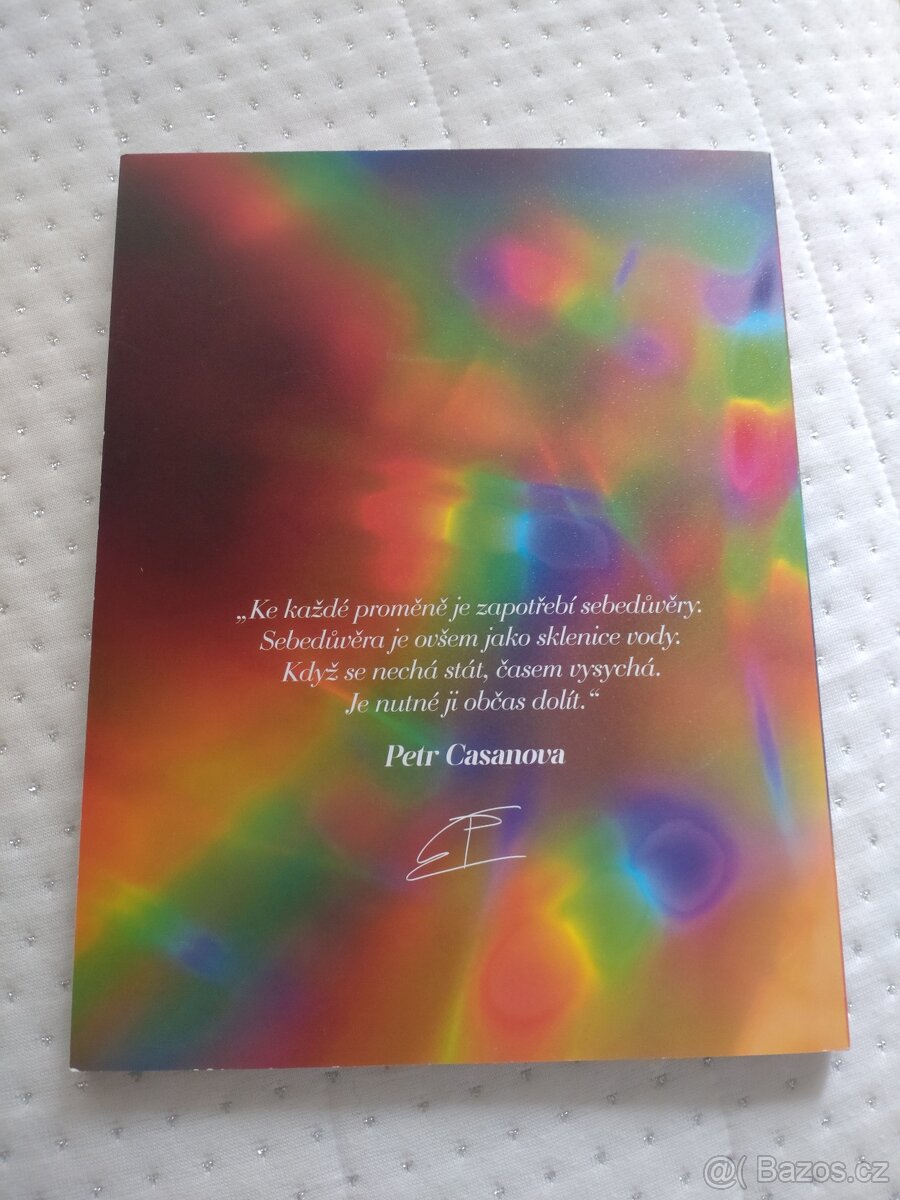 „Ke každé proměně je zapotřebí sebedůvěry.
Sebedůvěra je ovšem jako sklenice vody.
Když se nechá stát, časem vysychá.
Je nutné ji občas dolít.“
Petr Casanova
@( Bazos.cz